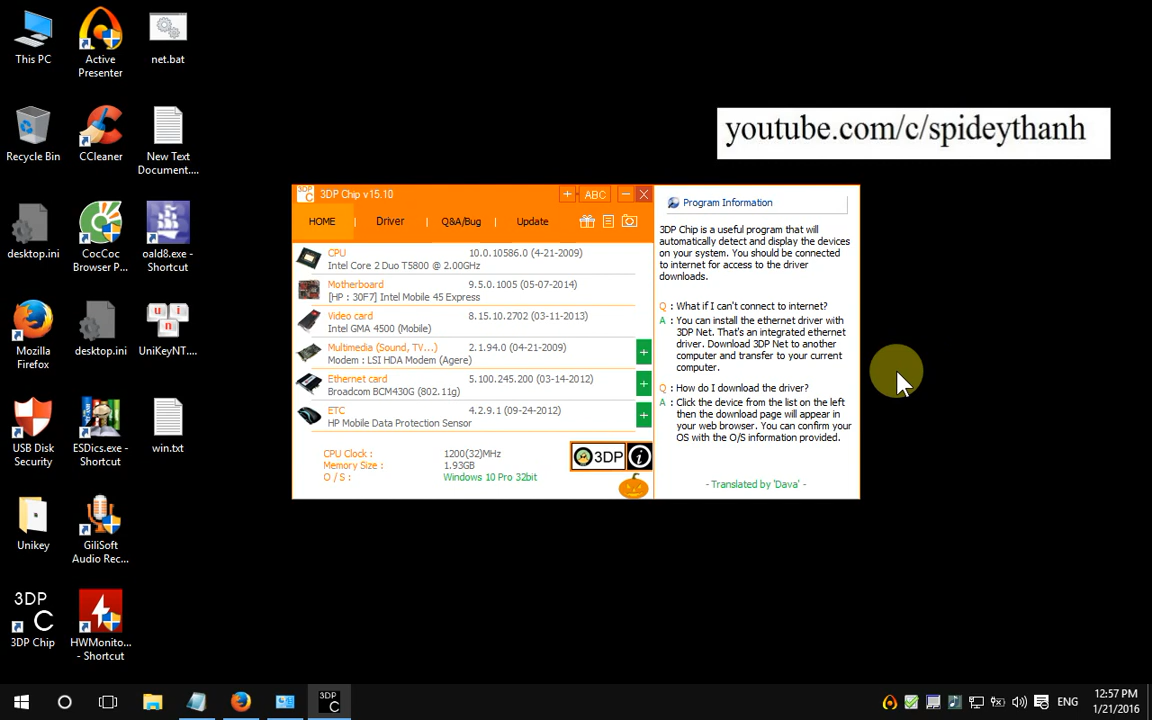 This PC
Active
Presenter
net.bat
youtube.com/c/spideythanh
Recycle Bin
CCleaner
New Text
Document....
desktop.ini
CocCoc
Browser P...
oald8.exe -
Shortcut
Mozilla
Firefox
desktop.ini
UniKeyNT....
USB Disk
Security
ESDics.exe -
Shortcut
win.txt
Unikey
GiliSoft
Audio Rec...
3DP
C
3DP Chip
HWMonito...
- Shortcut
3DP Chip v15.10
ABC
HOME | Driver | Q&A/Bug | Update
CPU 10.0.10586.0 (4-21-2009)
Intel Core 2 Duo T5800 @ 2.00GHz
Motherboard 9.5.0.1005 (05-07-2014)
[HP : 30F7] Intel Mobile 45 Express
Video card 8.15.10.2702 (03-11-2013)
Intel GMA 4500 (Mobile)
Multimedia (Sound, TV...) 2.1.94.0 (04-21-2009)
Modem : LSI HDA Modem (Agere)
Ethernet card 5.100.245.200 (03-14-2012)
Broadcom BCM430G (802.11g)
ETC 4.2.9.1 (09-24-2012)
HP Mobile Data Protection Sensor
CPU Clock : 1200(32)MHz
Memory Size : 1.93GB
O / S : Windows 10 Pro 32bit
3DP
Program Information
3DP Chip is a useful program that will
automatically detect and display the devices
on your system. You should be connected
to internet for access to the driver
downloads.
Q : What if I can't connect to internet?
A : You can install the ethernet driver with
3DP Net. That's an integrated ethernet
driver. Download 3DP Net to another
computer and transfer to your current
computer.
Q : How do I download the driver?
A : Click the device from the list on the left
then the download page will appear in
your web browser. You can confirm your
OS with the O/S information provided.
- Translated by 'Dava' -
3DP
C
ENG
12:57 PM
1/21/2016